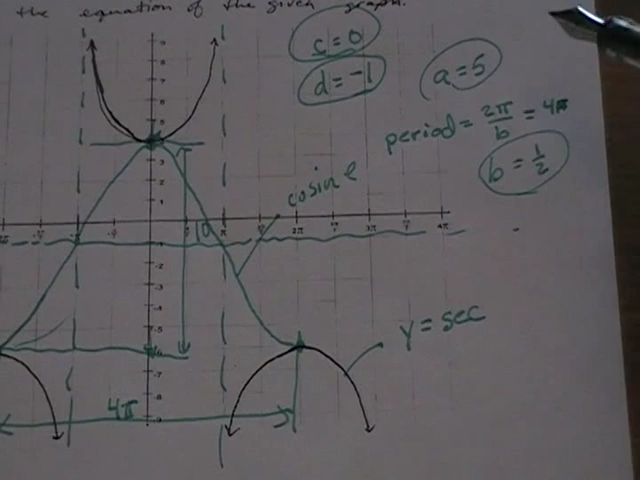 the equation of the given graph.
c = 0
d = -1
a = 5
period = 2π/b = 4π
b = 1/2
cosine
10
y = sec
4π